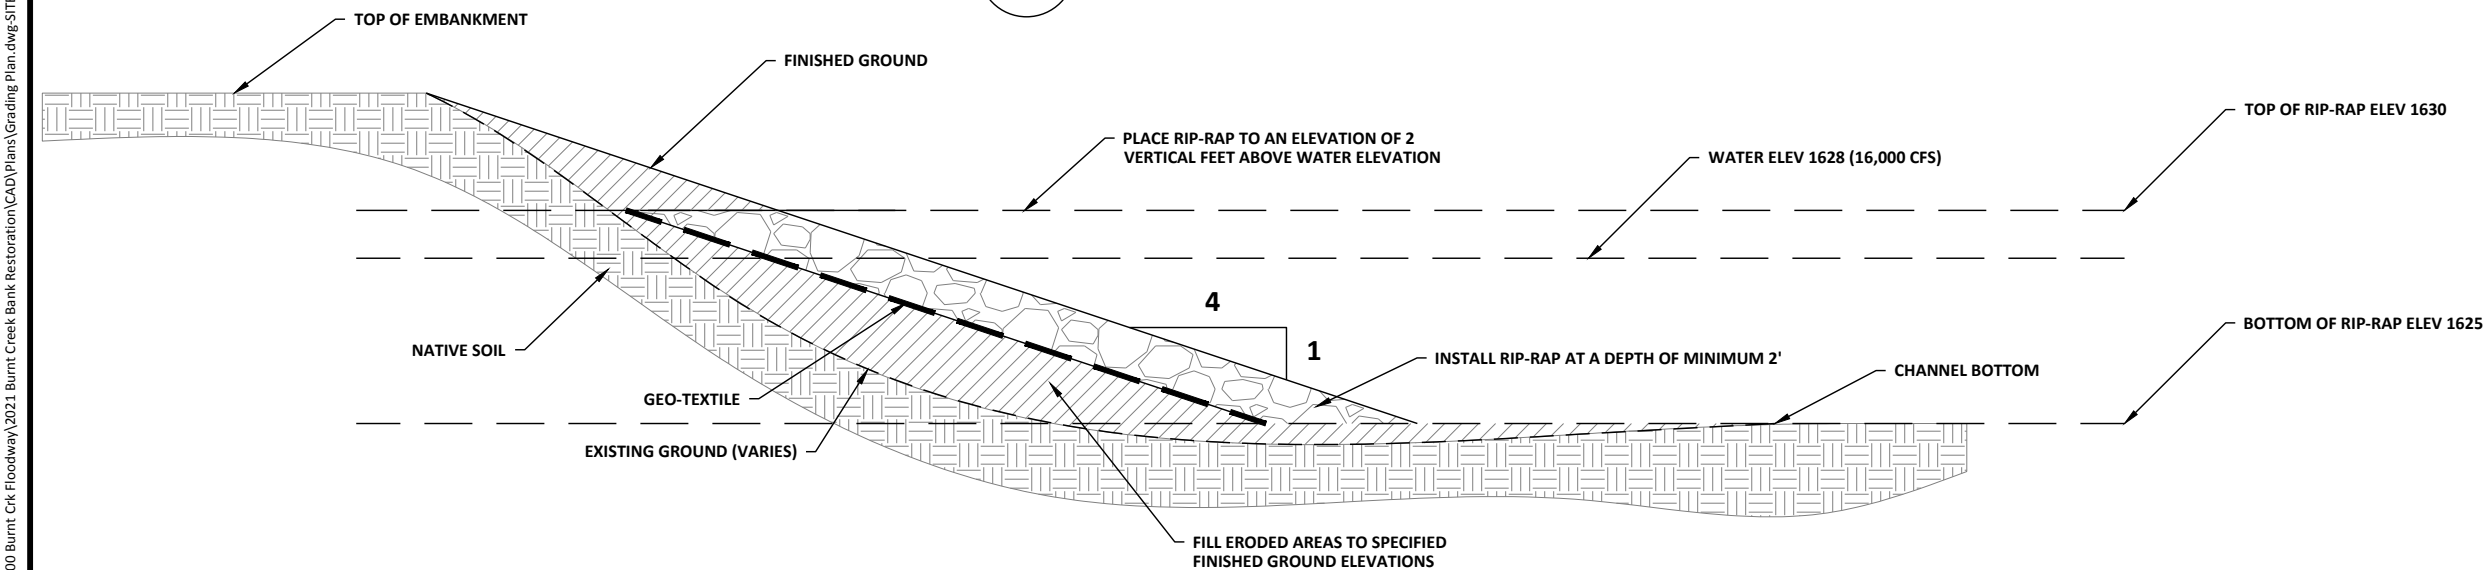 00 Burnt Crk Floodway\2021 Burnt Creek Bank Restoration\CAD\Plans\Grading Plan.dwg-SITE
TOP OF EMBANKMENT
FINISHED GROUND
TOP OF RIP-RAP ELEV 1630
PLACE RIP-RAP TO AN ELEVATION OF 2
VERTICAL FEET ABOVE WATER ELEVATION
WATER ELEV 1628 (16,000 CFS)
4
1
BOTTOM OF RIP-RAP ELEV 1625
NATIVE SOIL
INSTALL RIP-RAP AT A DEPTH OF MINIMUM 2'
CHANNEL BOTTOM
GEO-TEXTILE
EXISTING GROUND (VARIES)
FILL ERODED AREAS TO SPECIFIED
FINISHED GROUND ELEVATIONS